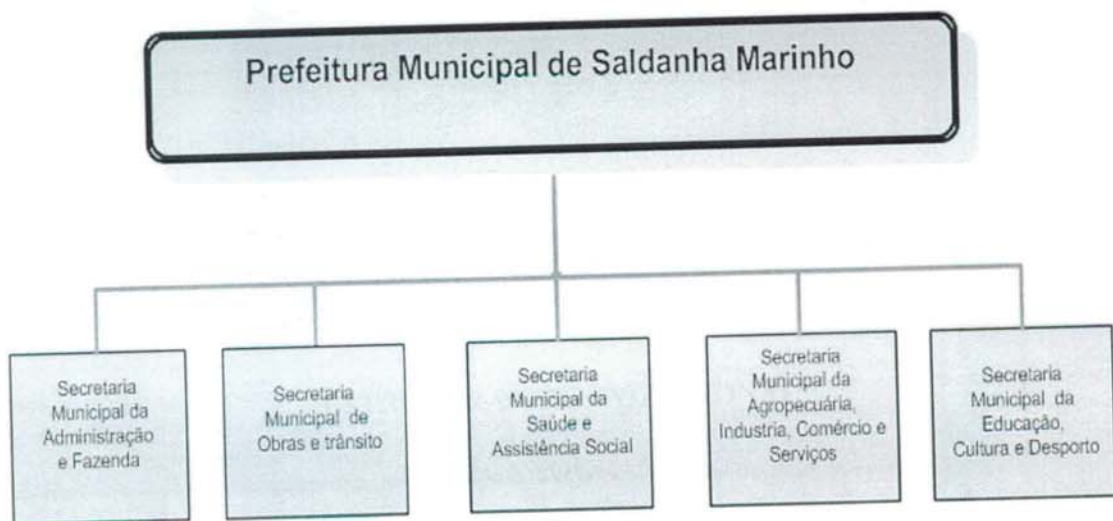 Prefeitura Municipal de Saldanha Marinho
Secretaria
Municipal da
Administração
e Fazenda
Secretaria
Municipal de
Obras e trânsito
Secretaria
Municipal da
Saúde e
Assistência Social
Secretaria
Municipal da
Agropecuária,
Industria, Comércio e
Serviços
Secretaria
Municipal da
Educação,
Cultura e Desporto